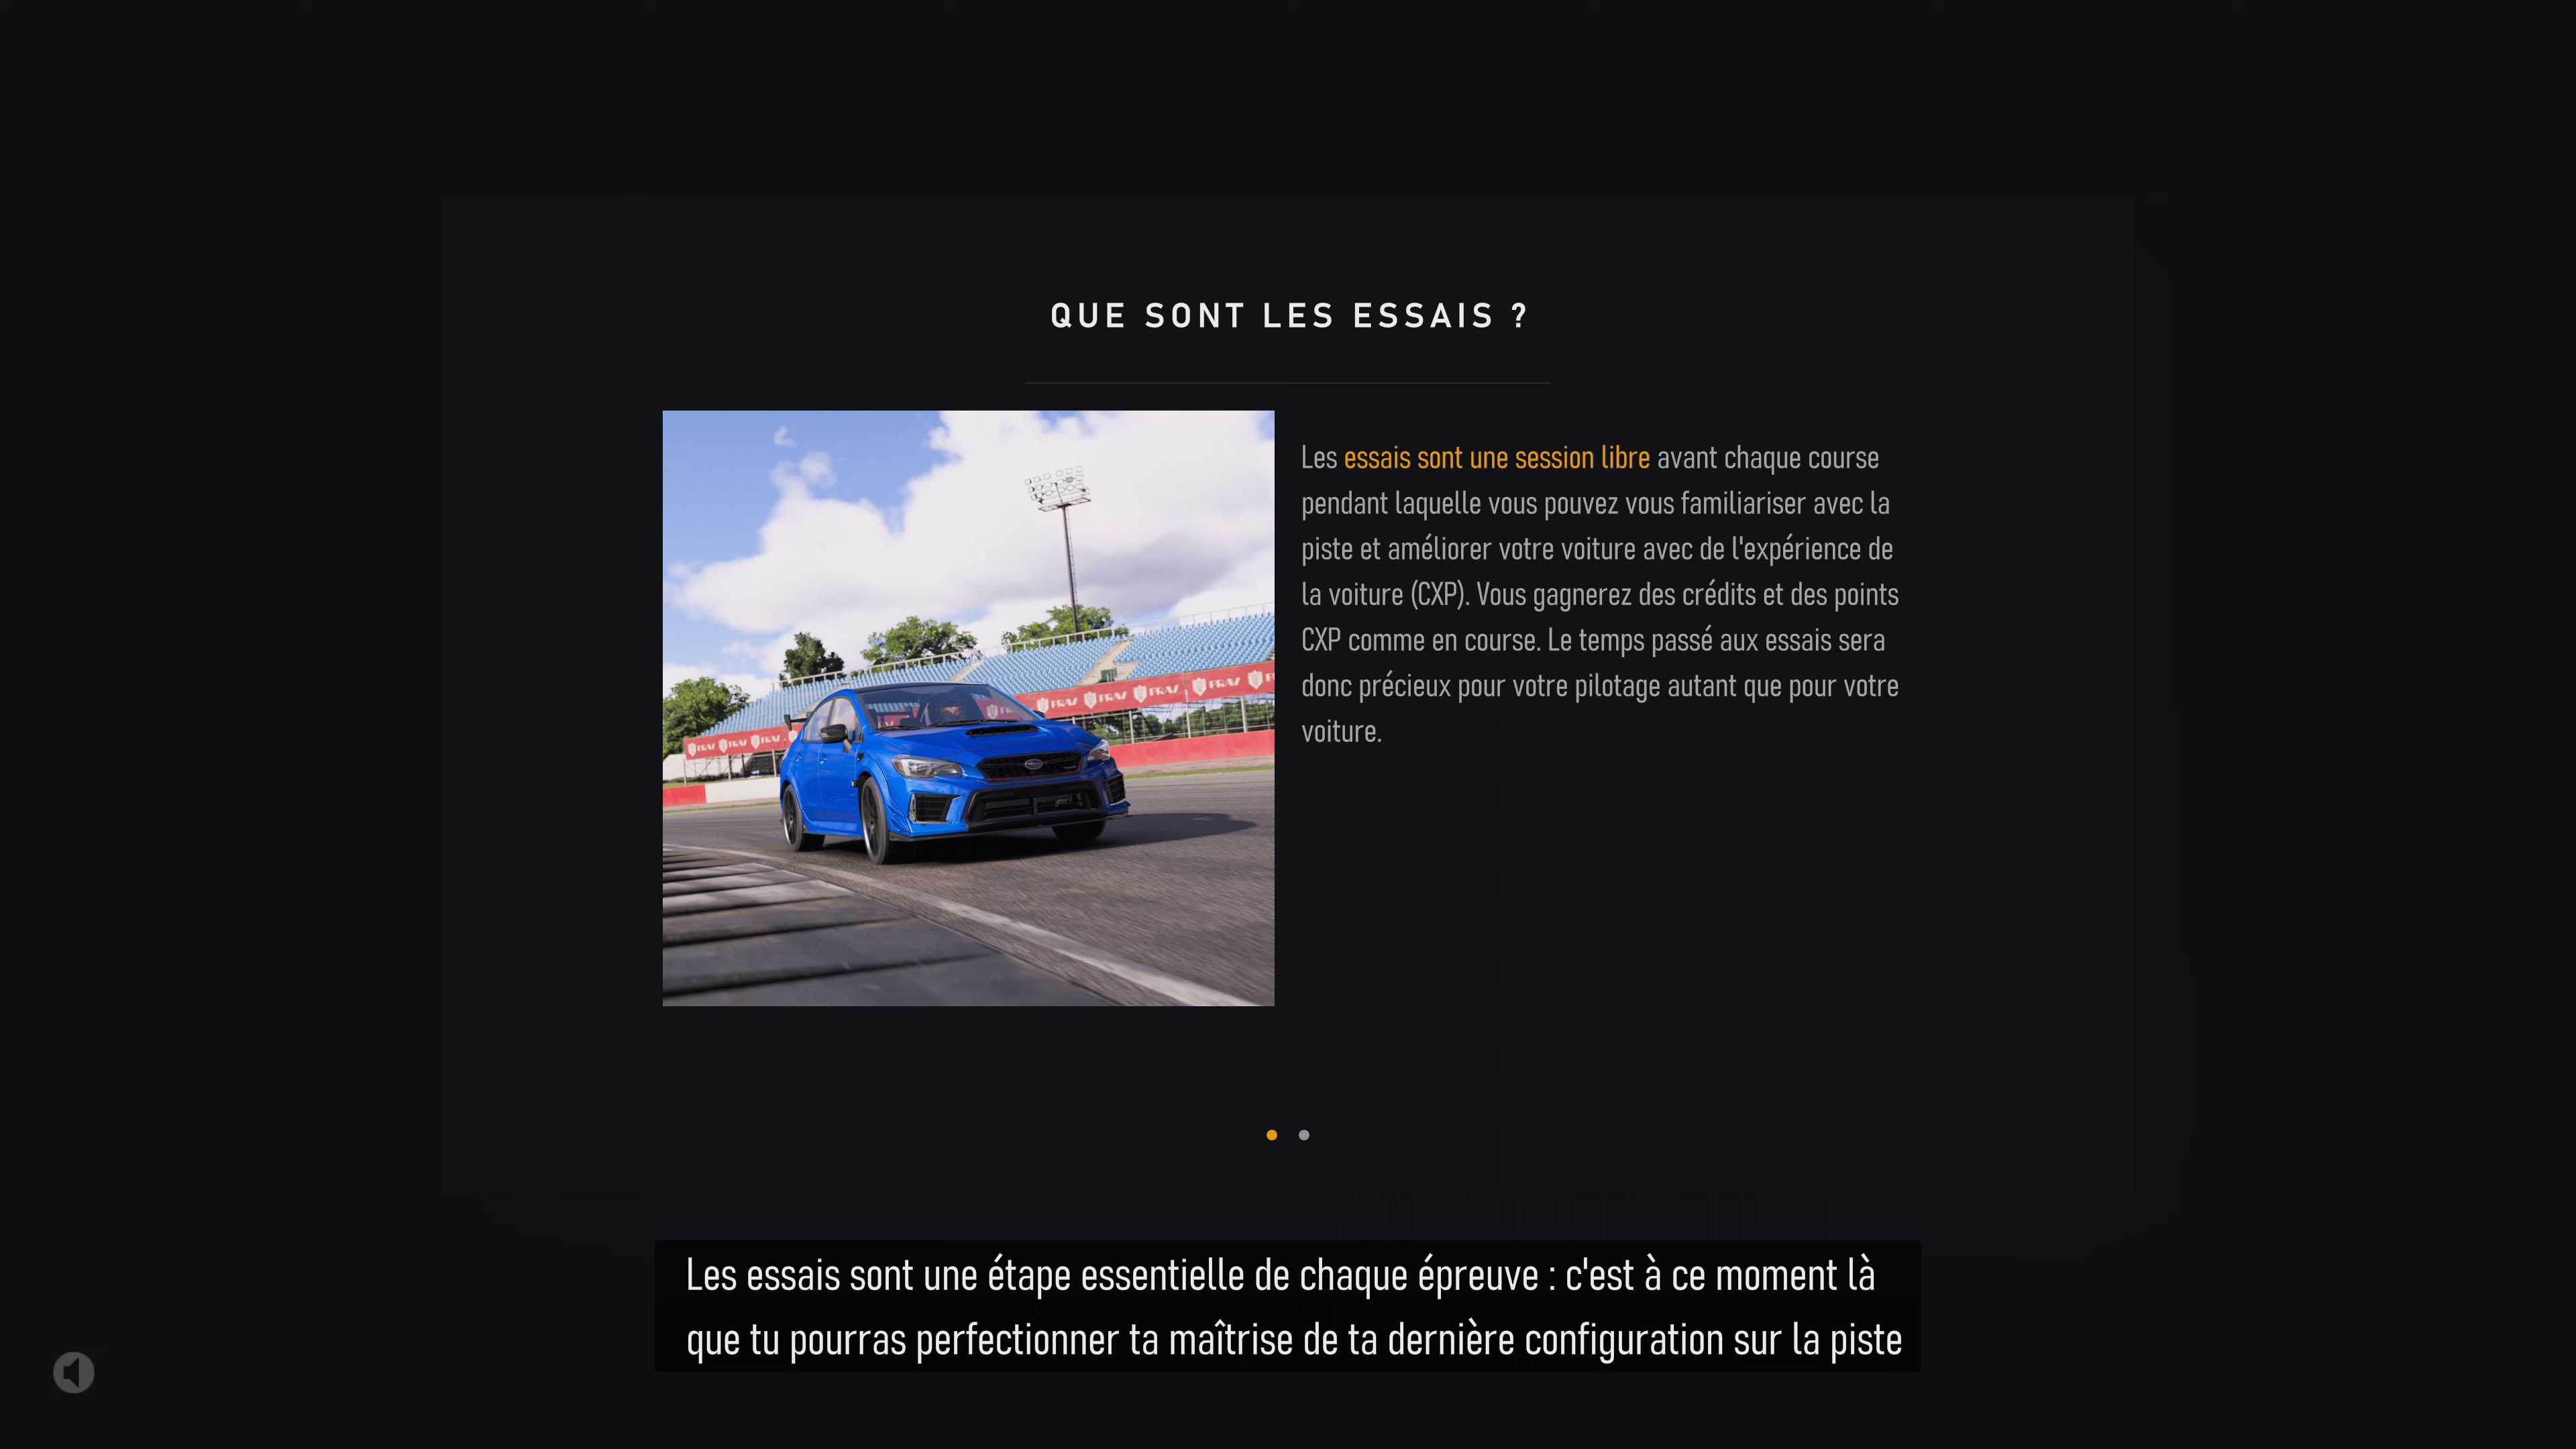 QUE SONT LES ESSAIS ?
Les essais sont une session libre avant chaque course
pendant laquelle vous pouvez vous familiariser avec la
piste et améliorer votre voiture avec de l'expérience de
la voiture (CXP). Vous gagnerez des crédits et des points
CXP comme en course. Le temps passé aux essais sera
donc précieux pour votre pilotage autant que pour votre
voiture.
Les essais sont une étape essentielle de chaque épreuve : c'est à ce moment là
que tu pourras perfectionner ta maîtrise de ta dernière configuration sur la piste